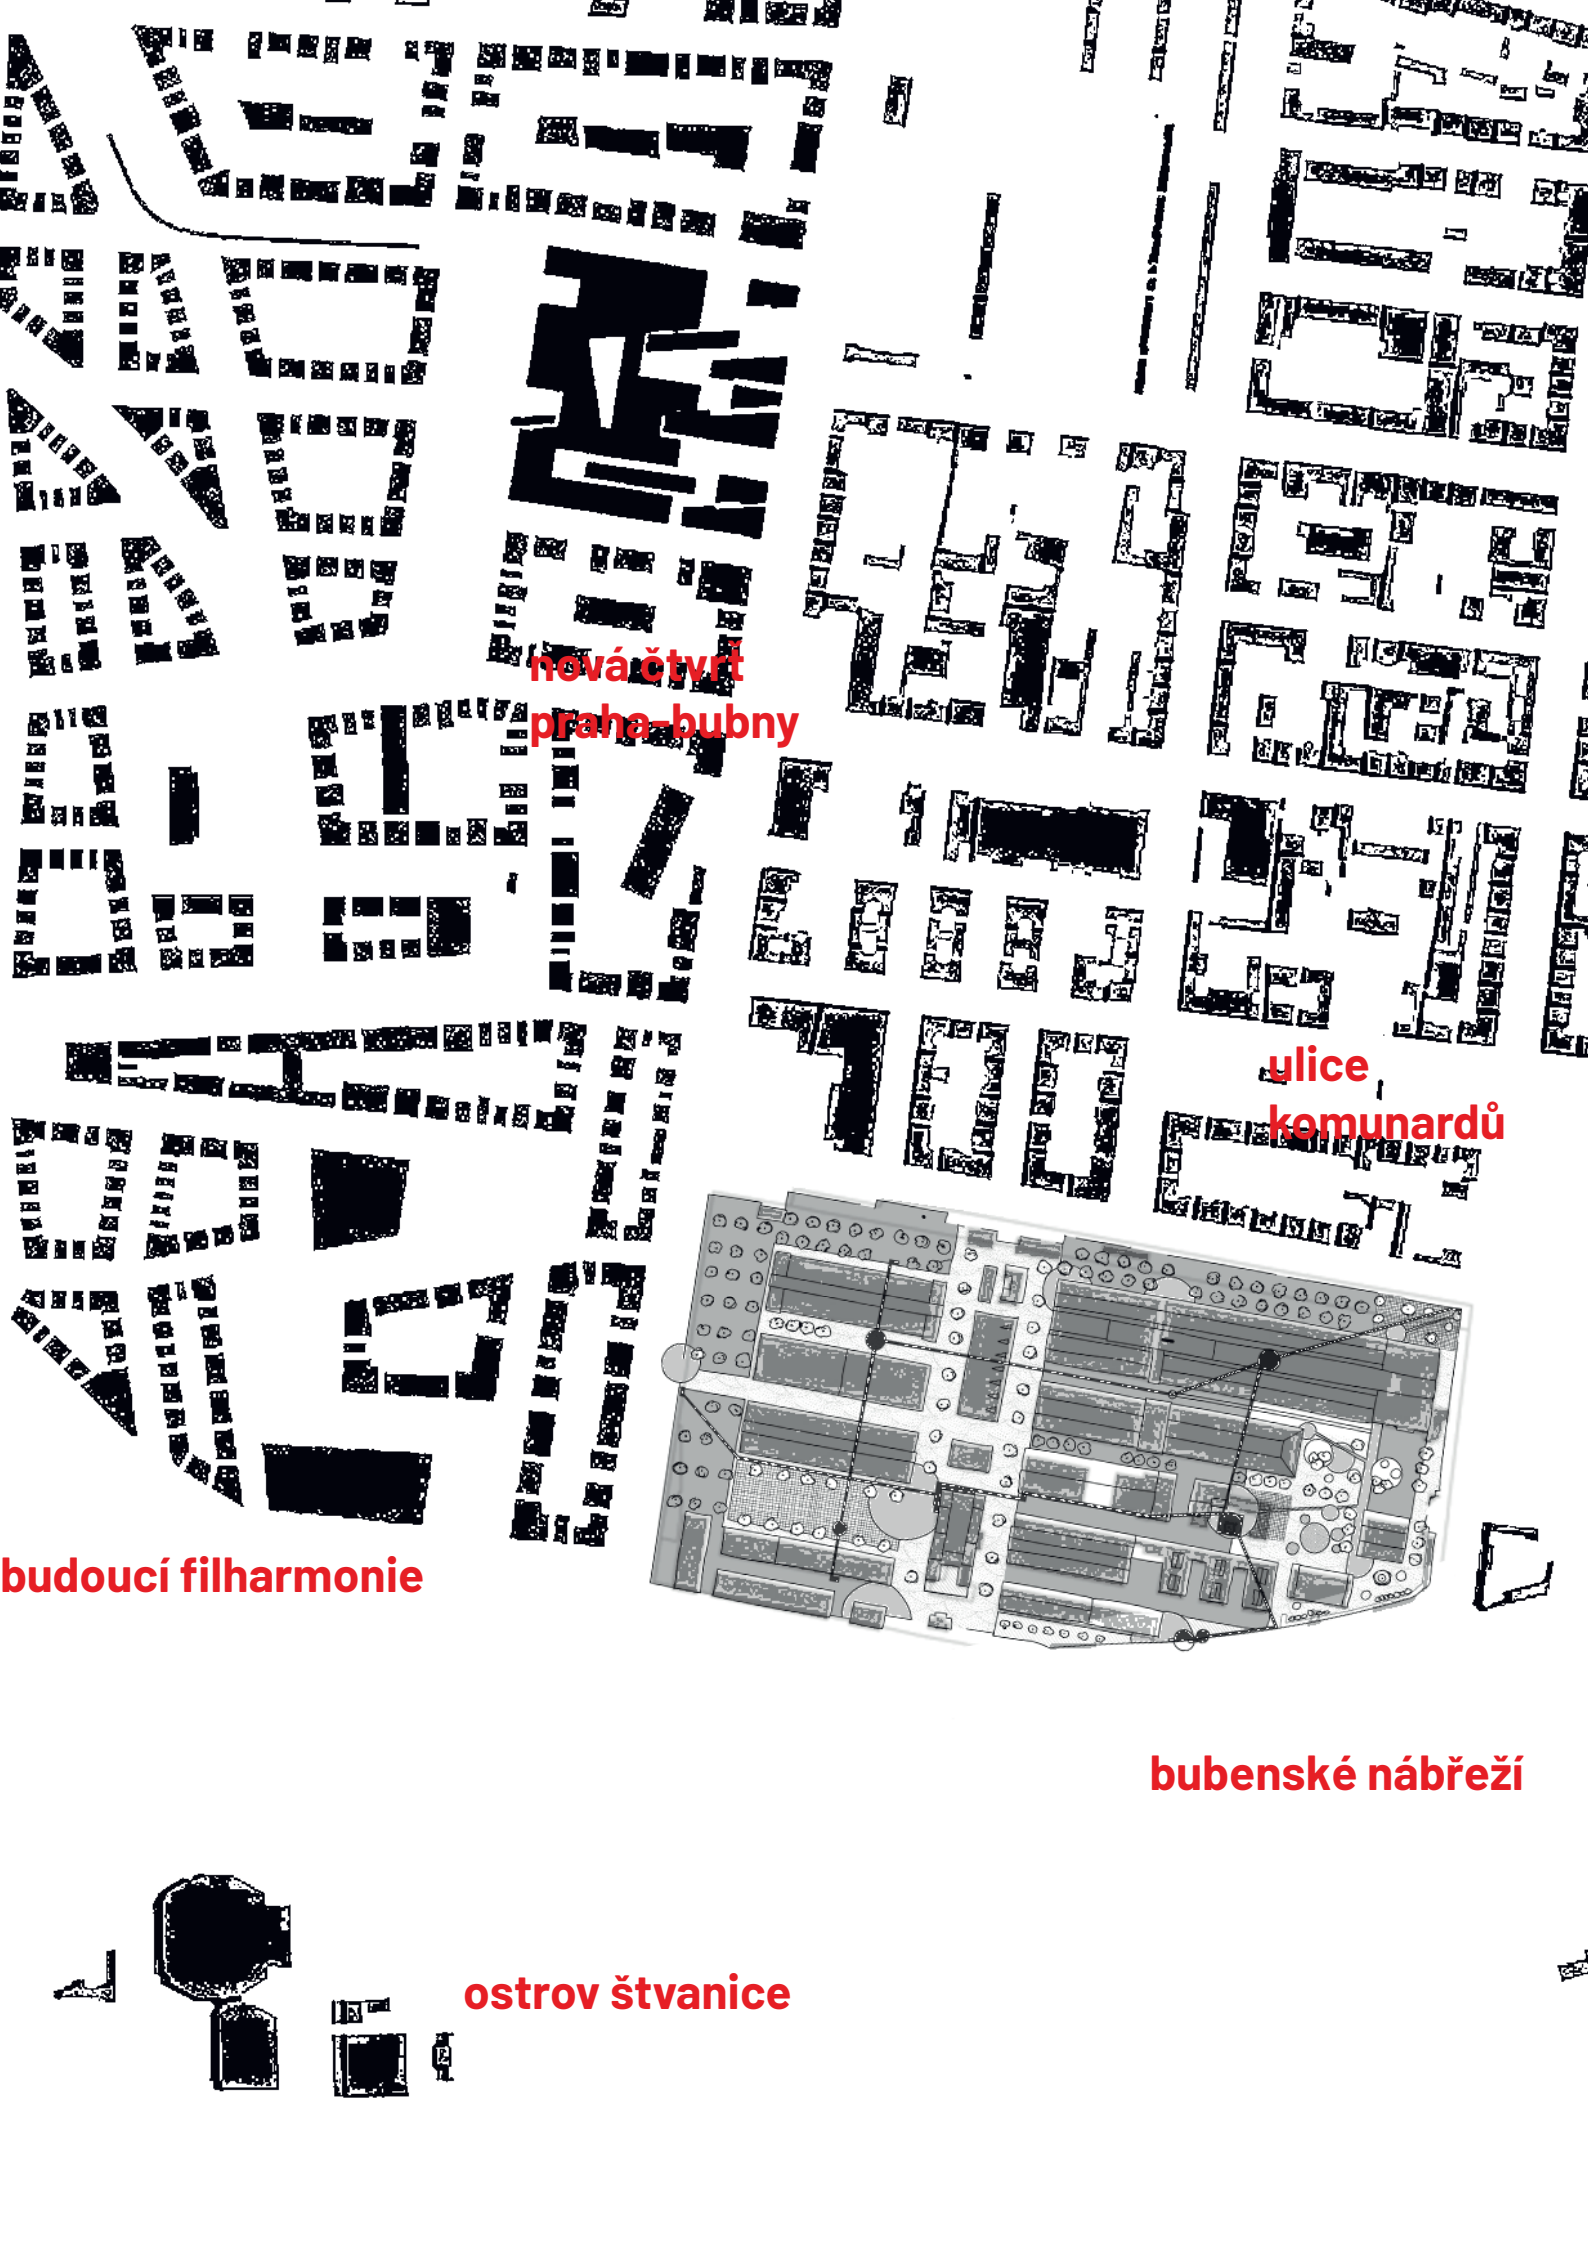 nová čtvrť
praha-bubny
ulice
komunardů
budoucí filharmonie
bubenské nábřeží
ostrov štvanice